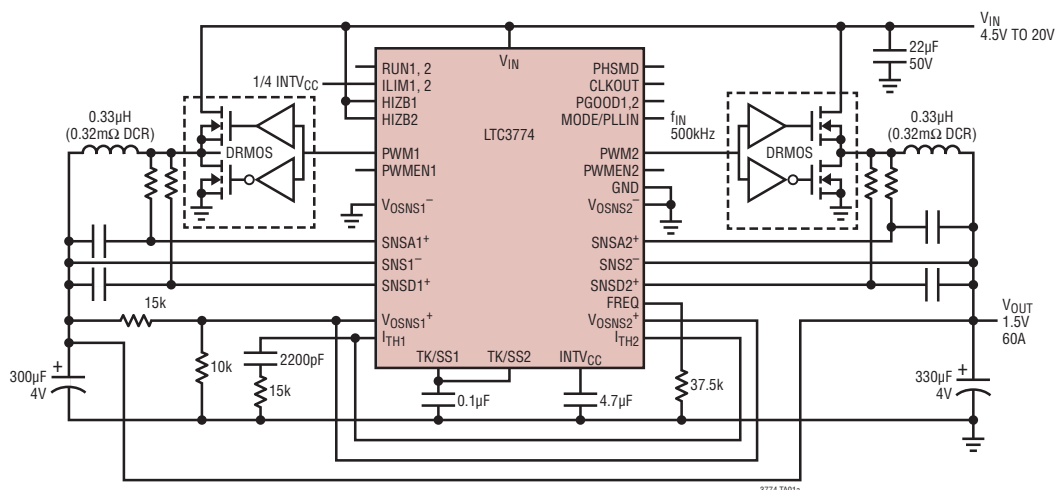 VIN
4.5V TO 20V
22µF
50V
VIN
RUN1, 2
ILIM1, 2
HIZB1
HIZB2
1/4 INTVCC
PHSMD
CLKOUT
PGOOD1,2
MODE/PLLIN
fIN
500kHz
LTC3774
0.33µH
(0.32mΩ DCR)
DRMOS
PWM1
PWMEN1
VOSNS1–
PWM2
PWMEN2
GND
VOSNS2–
DRMOS
0.33µH
(0.32mΩ DCR)
SNSA1+
SNS1–
SNSD1+
SNSA2+
SNS2–
SNSD2+
FREQ
15k
VOSNS1+
ITH1
VOSNS2+
ITH2
VOUT
1.5V
60A
300µF
4V
+
10k
2200pF
15k
TK/SS1
TK/SS2
INTVCC
0.1µF
4.7µF
37.5k
330µF
4V
+
3774 TA01a